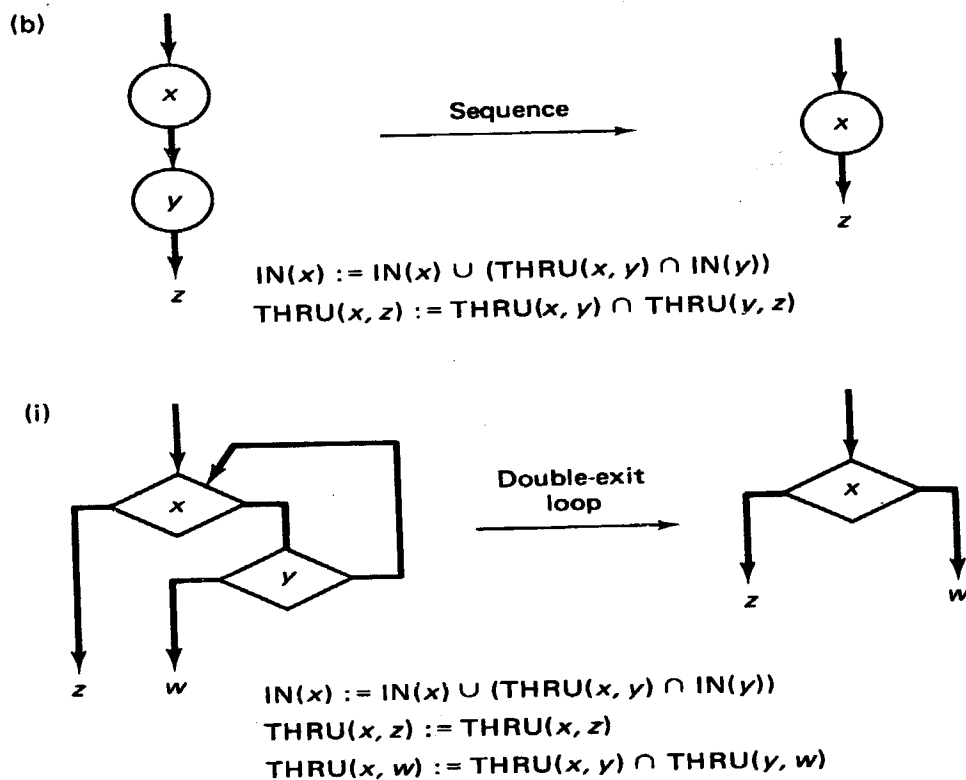 (b)
x
y
z
Sequence
x
z
IN(x) := IN(x) ∪ (THRU(x, y) ∩ IN(y))
THRU(x, z) := THRU(x, y) ∩ THRU(y, z)
(i)
x
y
z
w
Double-exit
loop
x
z
w
IN(x) := IN(x) ∪ (THRU(x, y) ∩ IN(y))
THRU(x, z) := THRU(x, z)
THRU(x, w) := THRU(x, y) ∩ THRU(y, w)